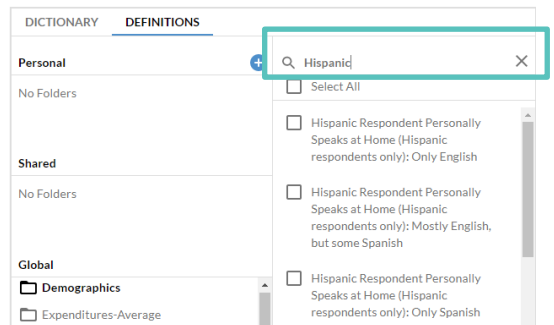 DICTIONARY DEFINITIONS
Personal
No Folders
Shared
No Folders
Global
Demographics
Expenditures-Average
Hispanic
Select All
Hispanic Respondent Personally
Speaks at Home (Hispanic
respondents only): Only English
Hispanic Respondent Personally
Speaks at Home (Hispanic
respondents only): Mostly English,
but some Spanish
Hispanic Respondent Personally
Speaks at Home (Hispanic
respondents only): Only Spanish